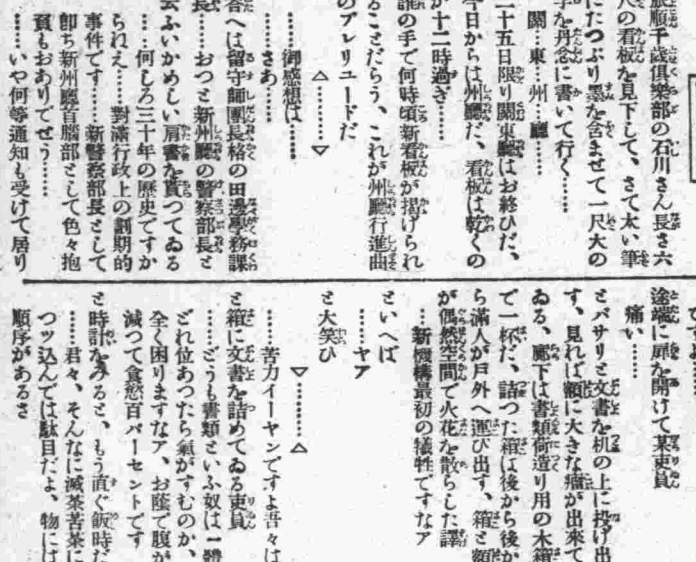 旅順千歳倶樂部の石川さん長さ六
尺の看板を見下して、さて太い筆
にたつぷり墨を含ませて一尺大の
字を丹念に書いて行く……
關…東…州…廳……
二十五日限り關東廳はお終ひだ、
今日からは州廳だ、看板は乾くの
が十二時過ぎ……
誰の手で何時頃新看板が掲げられ
ることだらう、これが州廳行進曲
のプレリユードだ
△…………▽
……御感想は……
……さあ……
答へは留守師團長格の田邊學務課
長……おつと新州廳の警察部長と
云ふいかめしい肩書を貰つてゐる
……何しろ三十年の歴史ですか
られえ……對滿行政上の劃期的
事件です……新警察部長として
卽ち新州廳首腦部として色々抱
負もおありでせう……
……いや何等通知も受けて居り
途端に扉を開けて某吏員
痛い……
とバサリと文書を机の上に投げ出
す、見れば額に大きな瘤が出來て
ゐる、廊下は書類荷造り用の木箱
で一杯だ、詰つた箱は後から後か
ら滿人が戸外へ運び出す、箱と額
が偶然空間で火花を散らした譯
…新機構最初の犧牲ですなア
…ヤア
といへば
と大笑ひ
▽…………△
……苦力イーヤンですよ吾々は
と箱に文書を詰めてゐる吏員
……どうも書類といふ奴は一體
どれ位あつたら氣がすむのか、
全く困りますなア、お蔭で腹が
減つて食慾百パーセントです
と時計をみると、もう直ぐ飯時だ
……君々、そんなに滅茶苦茶に
つツ込んでは駄目だよ、物には
順序があるさ